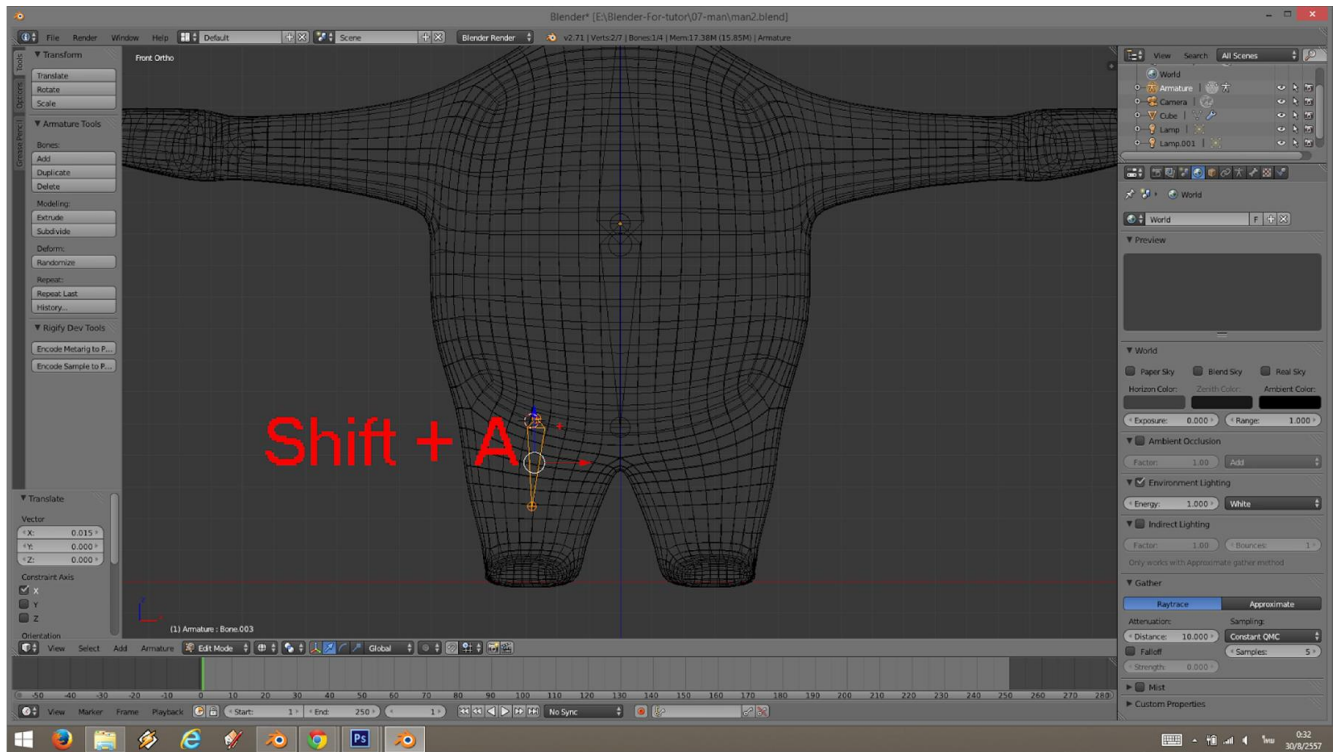 Blender* [E:\Blender-For-tutor\07-man\man2.blend]
File Render Window Help Default Scene Blender Render v2.71 | Verts:2/7 | Bones:1/4 | Mem:17.38M (15.85M) | Armature
View Search All Scenes
Tools
Options
Grease Penci
Transform
Translate
Rotate
Scale
Armature Tools
Bones:
Add
Duplicate
Delete
Modeling:
Extrude
Subdivide
Deform:
Randomize
Repeat:
Repeat Last
History...
Rigify Dev Tools
Encode Metarig to P...
Encode Sample to P...
Translate
Vector
X: 0.015
Y: 0.000
Z: 0.000
Constraint Axis
X
Y
Z
Orientation
Front Ortho
Shift + A
(1) Armature : Bone.003
World
Armature
Camera
Cube
Lamp
Lamp.001
World
World F
Preview
World
Paper Sky Blend Sky Real Sky
Horizon Color: Zenith Color: Ambient Color:
Exposure: 0.000 Range: 1.000
Ambient Occlusion
Factor: 1.00 Add
Environment Lighting
Energy: 1.000 White
Indirect Lighting
Factor: 1.00 Bounces: 1
Only works with Approximate gather method
Gather
Raytrace Approximate
Attenuation: Sampling:
Distance: 10.000 Constant QMC
Falloff Samples: 5
Strength: 0.000
Mist
Custom Properties
View Select Add Armature Edit Mode Global
-50 -40 -30 -20 -10 0 10 20 30 40 50 60 70 80 90 100 110 120 130 140 150 160 170 180 190 200 210 220 230 240 250 260 270 280
View Marker Frame Playback Start: 1 End: 250 1 No Sync
Ps
ไทย
0:32
30/8/2557